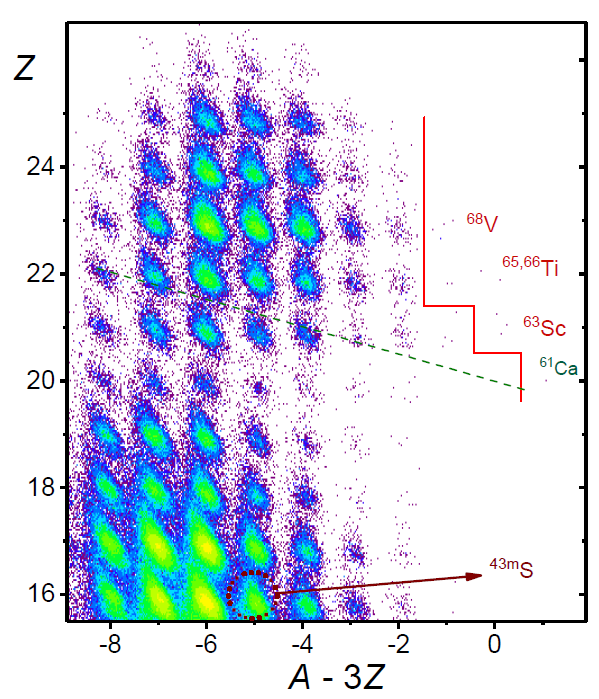 Z
24
⁶⁸V
⁶⁵,⁶⁶Ti
22
⁶³Sc
⁶¹Ca
20
18
⁴³ᵐS
16
-8 -6 -4 -2 0
A - 3Z